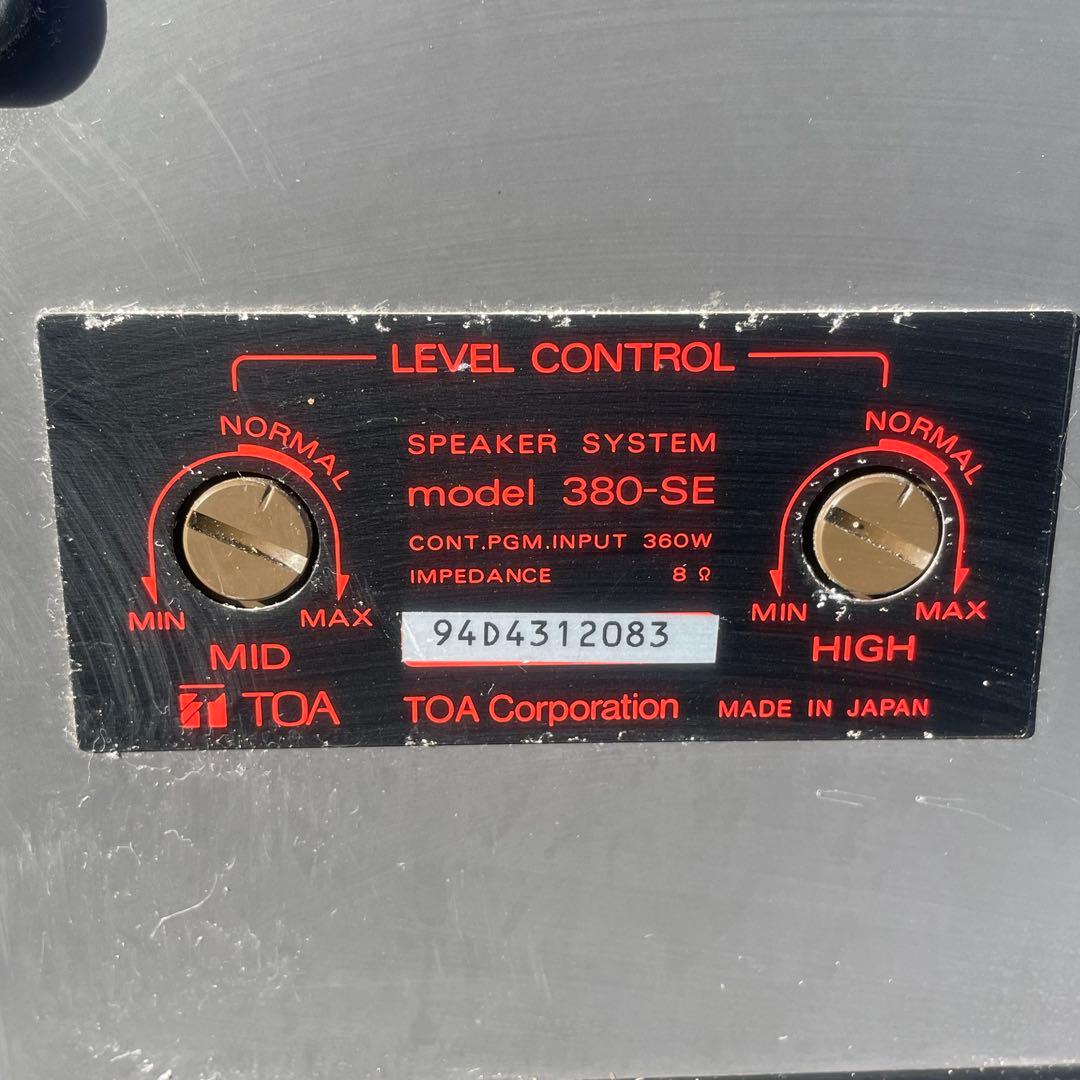 LEVEL CONTROL
NORMAL
NORMAL
SPEAKER SYSTEM
model 380-SE
CONT.PGM.INPUT 360W
IMPEDANCE 8 Ω
MIN MAX
MIN MAX
94D4312083
MID
HIGH
TOA
TOA Corporation MADE IN JAPAN